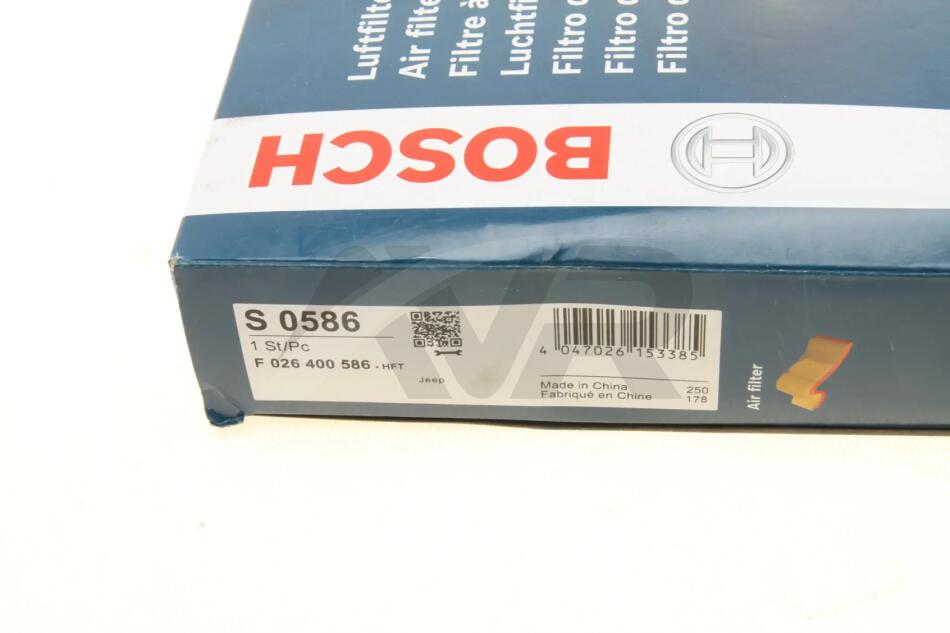 Luftfilte
Air filte
Filtre à
Luchtfi
Filtro
Filtro
Filtro
BOSCH
S 0586
1 St/Pc
F 026 400 586 - HFT
Jeep
4 047026 153385
Made in China
Fabriqué en Chine
250
178
Air filter